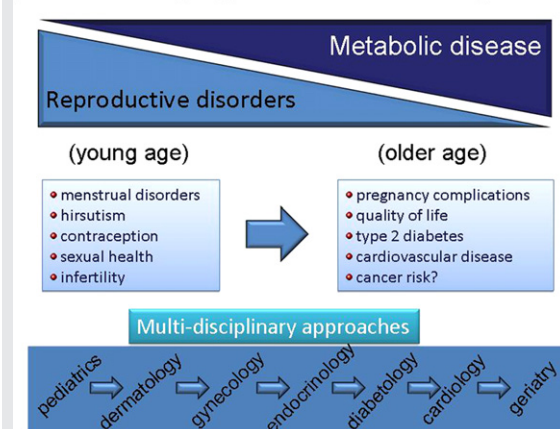 Metabolic disease
Reproductive disorders
(young age)
(older age)
menstrual disorders
hirsutism
contraception
sexual health
infertility
pregnancy complications
quality of life
type 2 diabetes
cardiovascular disease
cancer risk?
Multi-disciplinary approaches
pediatrics
dermatology
gynecology
endocrinology
diabetology
cardiology
geriatry